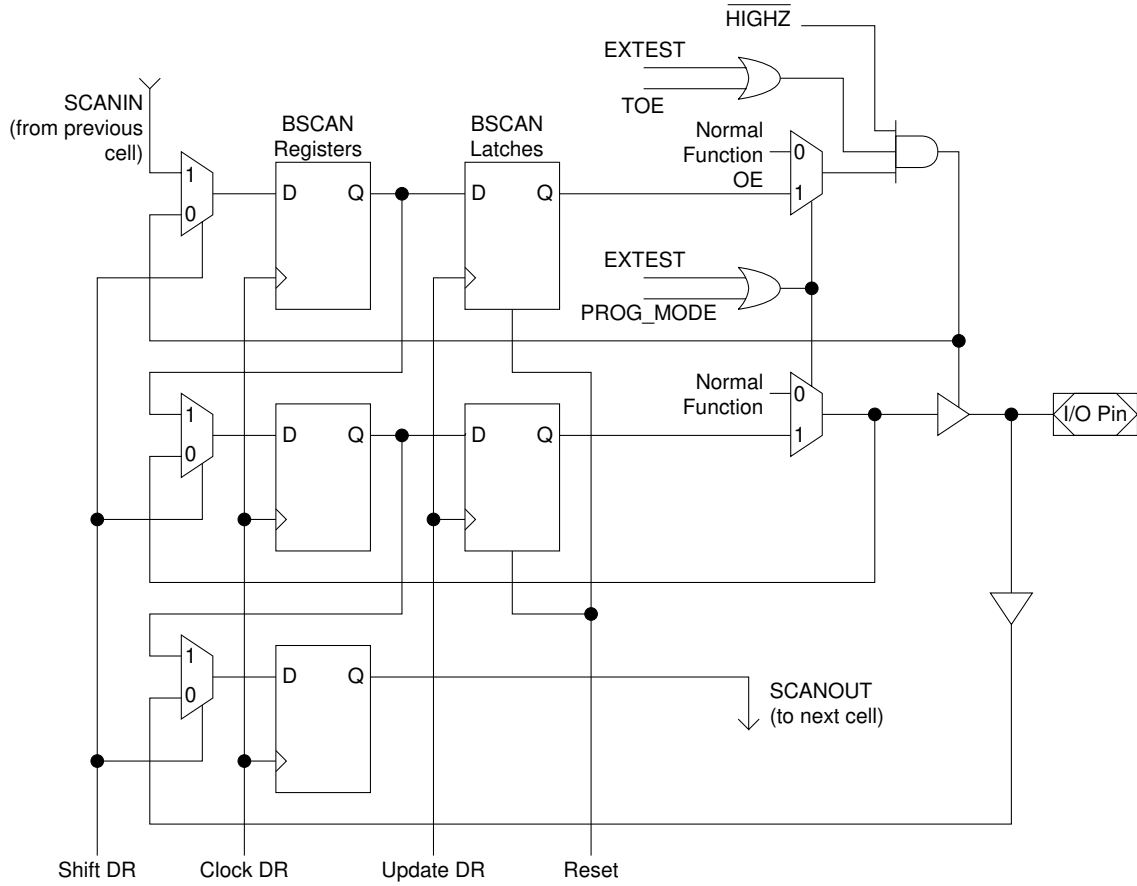 HIGHZ
EXTEST
TOE
SCANIN
(from previous
cell)
BSCAN
Registers
BSCAN
Latches
Normal
Function
OE
0
1
1
0
D
Q
D
Q
EXTEST
PROG_MODE
Normal
Function
0
1
1
0
D
Q
D
Q
I/O Pin
1
0
D
Q
SCANOUT
(to next cell)
Shift DR
Clock DR
Update DR
Reset